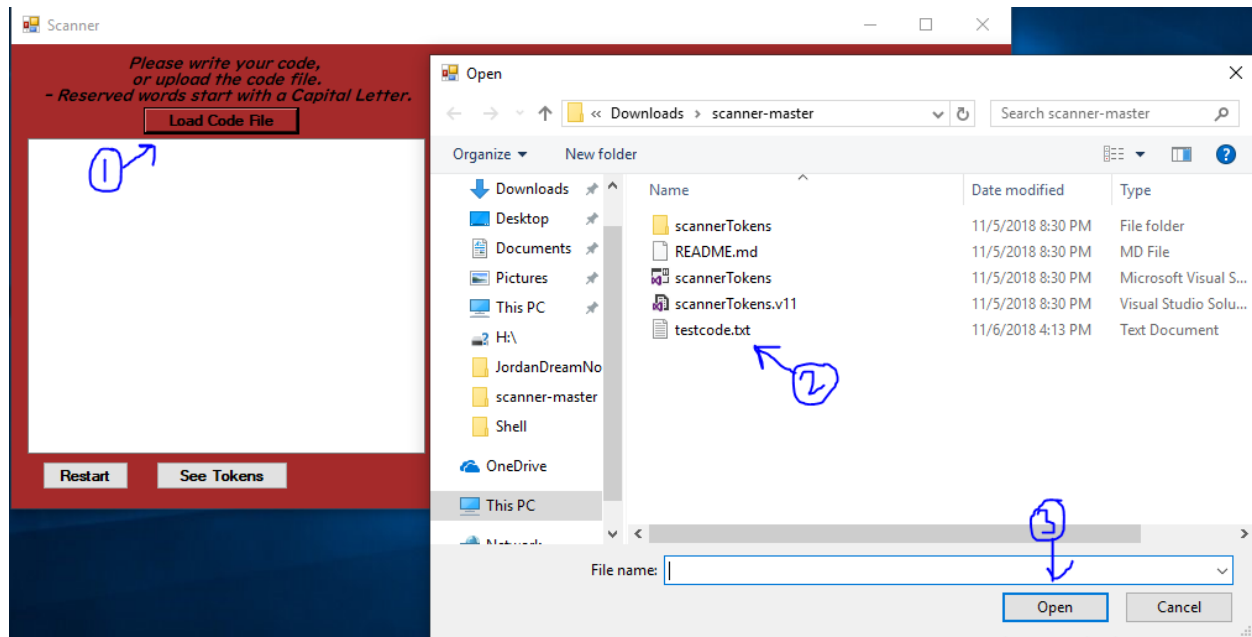 Scanner
Please write your code,
or upload the code file.
- Reserved words start with a Capital Letter.
Load Code File
1
Restart
See Tokens
Open
« Downloads › scanner-master
Search scanner-master
Organize
New folder
Downloads
Desktop
Documents
Pictures
This PC
H:\
JordanDreamNo
scanner-master
Shell
OneDrive
This PC
Network
Name Date modified Type
scannerTokens 11/5/2018 8:30 PM File folder
README.md 11/5/2018 8:30 PM MD File
scannerTokens 11/5/2018 8:30 PM Microsoft Visual S...
scannerTokens.v11 11/5/2018 8:30 PM Visual Studio Solu...
testcode.txt 11/6/2018 4:13 PM Text Document
2
3
File name:
Open
Cancel